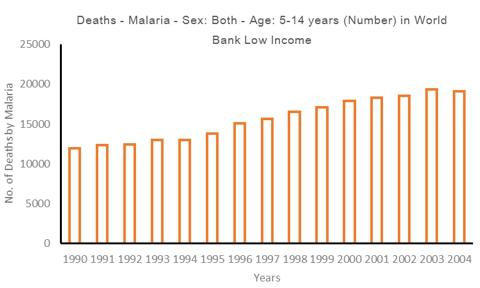 Deaths - Malaria - Sex: Both - Age: 5-14 years (Number) in World
Bank Low Income
No. of Deaths by Malaria
25000
20000
15000
10000
5000
0
1990 1991 1992 1993 1994 1995 1996 1997 1998 1999 2000 2001 2002 2003 2004
Years